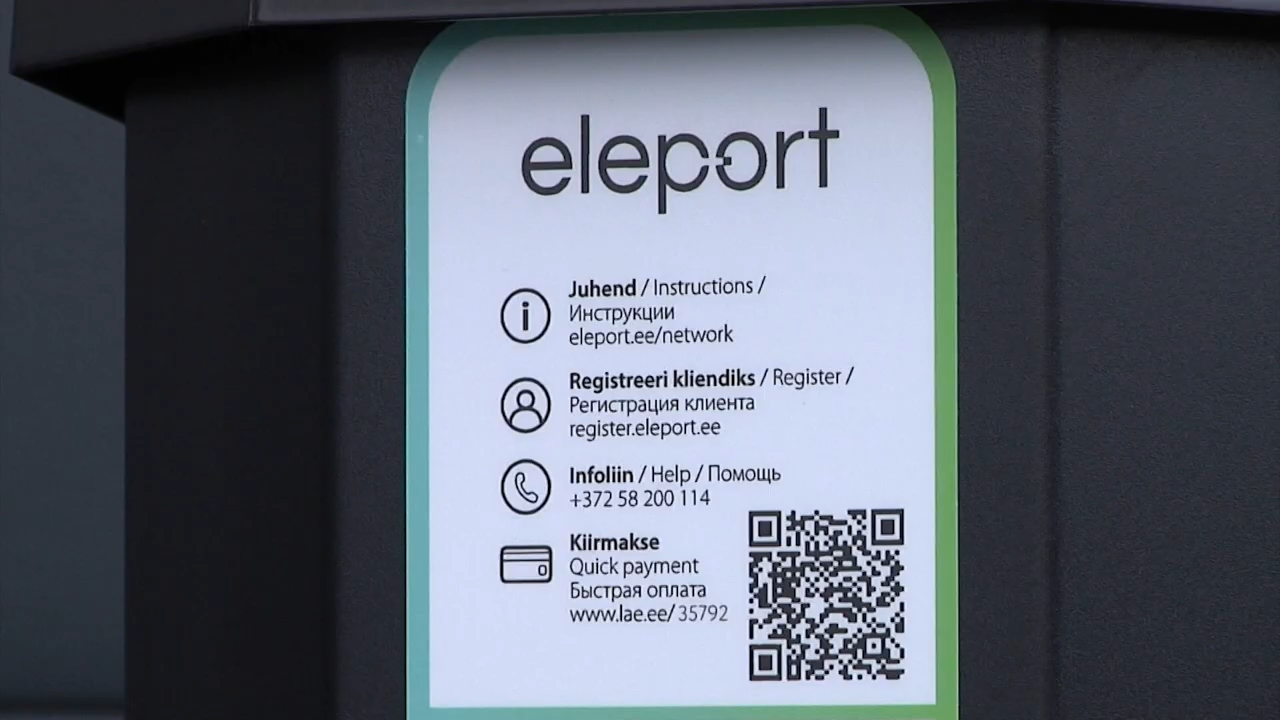 eleport
Juhend / Instructions /
Инструкции
eleport.ee/network
Registreeri kliendiks / Register /
Регистрация клиента
register.eleport.ee
Infoliin / Help / Помощь
+372 58 200 114
Kiirmakse
Quick payment
Быстрая оплата
www.lae.ee/ 35792